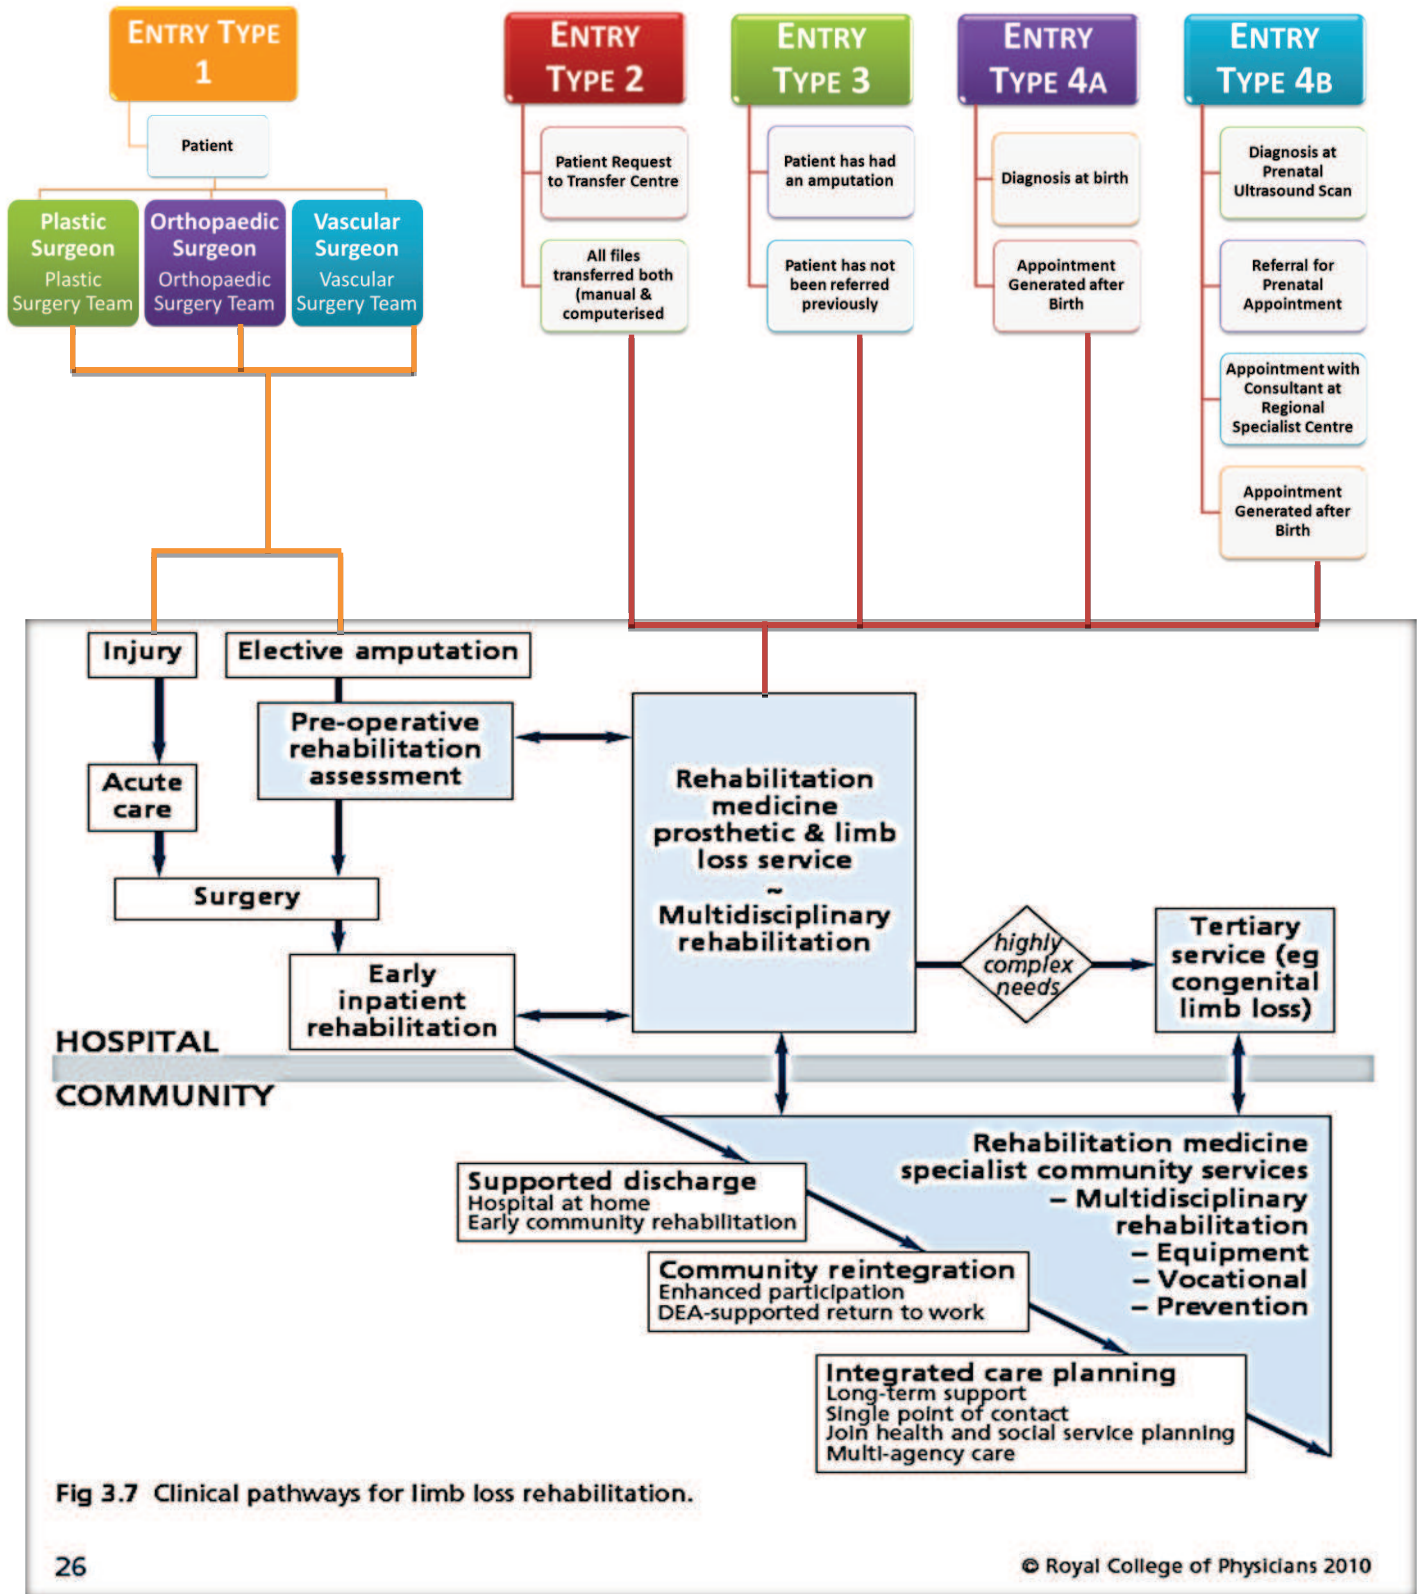 ENTRY TYPE
1
Patient
Plastic
Surgeon
Plastic
Surgery Team
Orthopaedic
Surgeon
Orthopaedic
Surgery Team
Vascular
Surgeon
Vascular
Surgery Team
ENTRY
TYPE 2
Patient Request
to Transfer Centre
All files
transferred both
(manual &
computerised
ENTRY
TYPE 3
Patient has had
an amputation
Patient has not
been referred
previously
ENTRY
TYPE 4A
Diagnosis at birth
Appointment
Generated after
Birth
ENTRY
TYPE 4B
Diagnosis at
Prenatal
Ultrasound Scan
Referral for
Prenatal
Appointment
Appointment with
Consultant at
Regional
Specialist Centre
Appointment
Generated after
Birth
Injury
Elective amputation
Pre-operative
rehabilitation
assessment
Acute
care
Surgery
Early
inpatient
rehabilitation
Rehabilitation
medicine
prosthetic & limb
loss service
~
Multidisciplinary
rehabilitation
highly
complex
needs
Tertiary
service (eg
congenital
limb loss)
HOSPITAL
COMMUNITY
Rehabilitation medicine
specialist community services
– Multidisciplinary
rehabilitation
– Equipment
– Vocational
– Prevention
Supported discharge
Hospital at home
Early community rehabilitation
Community reintegration
Enhanced participation
DEA-supported return to work
Integrated care planning
Long-term support
Single point of contact
Join health and social service planning
Multi-agency care
Fig 3.7 Clinical pathways for limb loss rehabilitation.
26
© Royal College of Physicians 2010